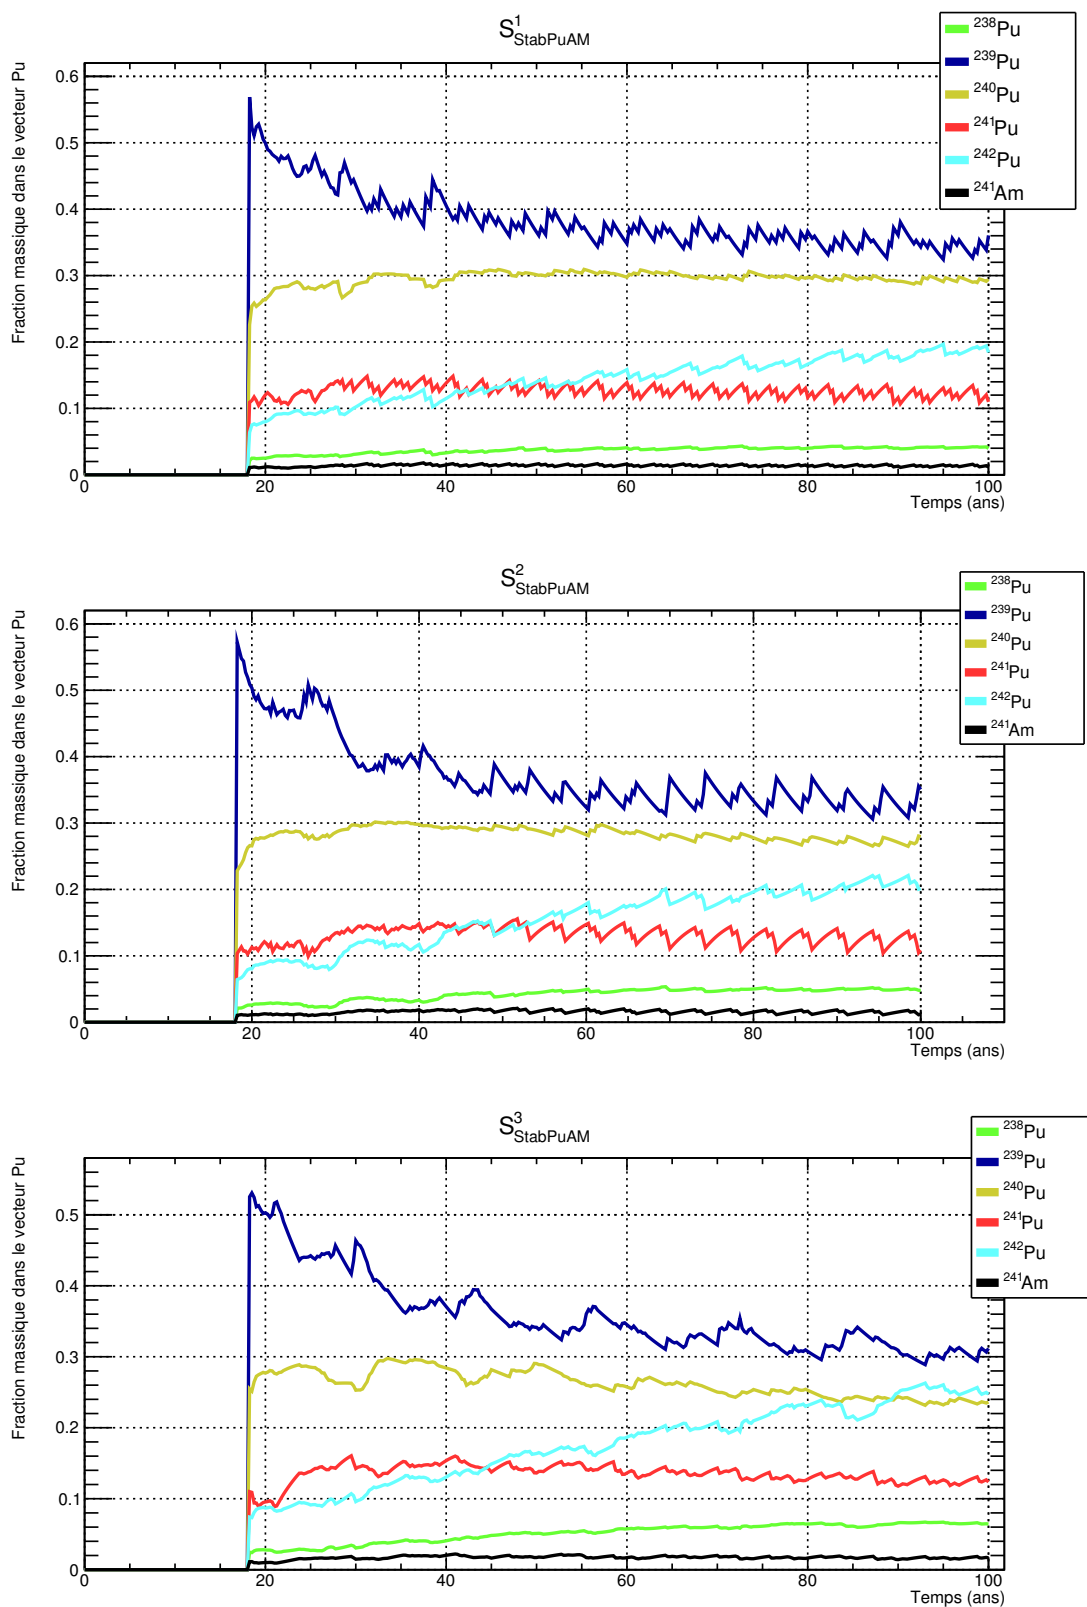 S¹StabPuAM
²³⁸Pu
²³⁹Pu
²⁴⁰Pu
²⁴¹Pu
²⁴²Pu
²⁴¹Am
Fraction massique dans le vecteur Pu
0.6
0.5
0.4
0.3
0.2
0.1
0
0 20 40 60 80 100
Temps (ans)
S²StabPuAM
²³⁸Pu
²³⁹Pu
²⁴⁰Pu
²⁴¹Pu
²⁴²Pu
²⁴¹Am
Fraction massique dans le vecteur Pu
0.6
0.5
0.4
0.3
0.2
0.1
0
0 20 40 60 80 100
Temps (ans)
S³StabPuAM
²³⁸Pu
²³⁹Pu
²⁴⁰Pu
²⁴¹Pu
²⁴²Pu
²⁴¹Am
Fraction massique dans le vecteur Pu
0.5
0.4
0.3
0.2
0.1
0
0 20 40 60 80 100
Temps (ans)